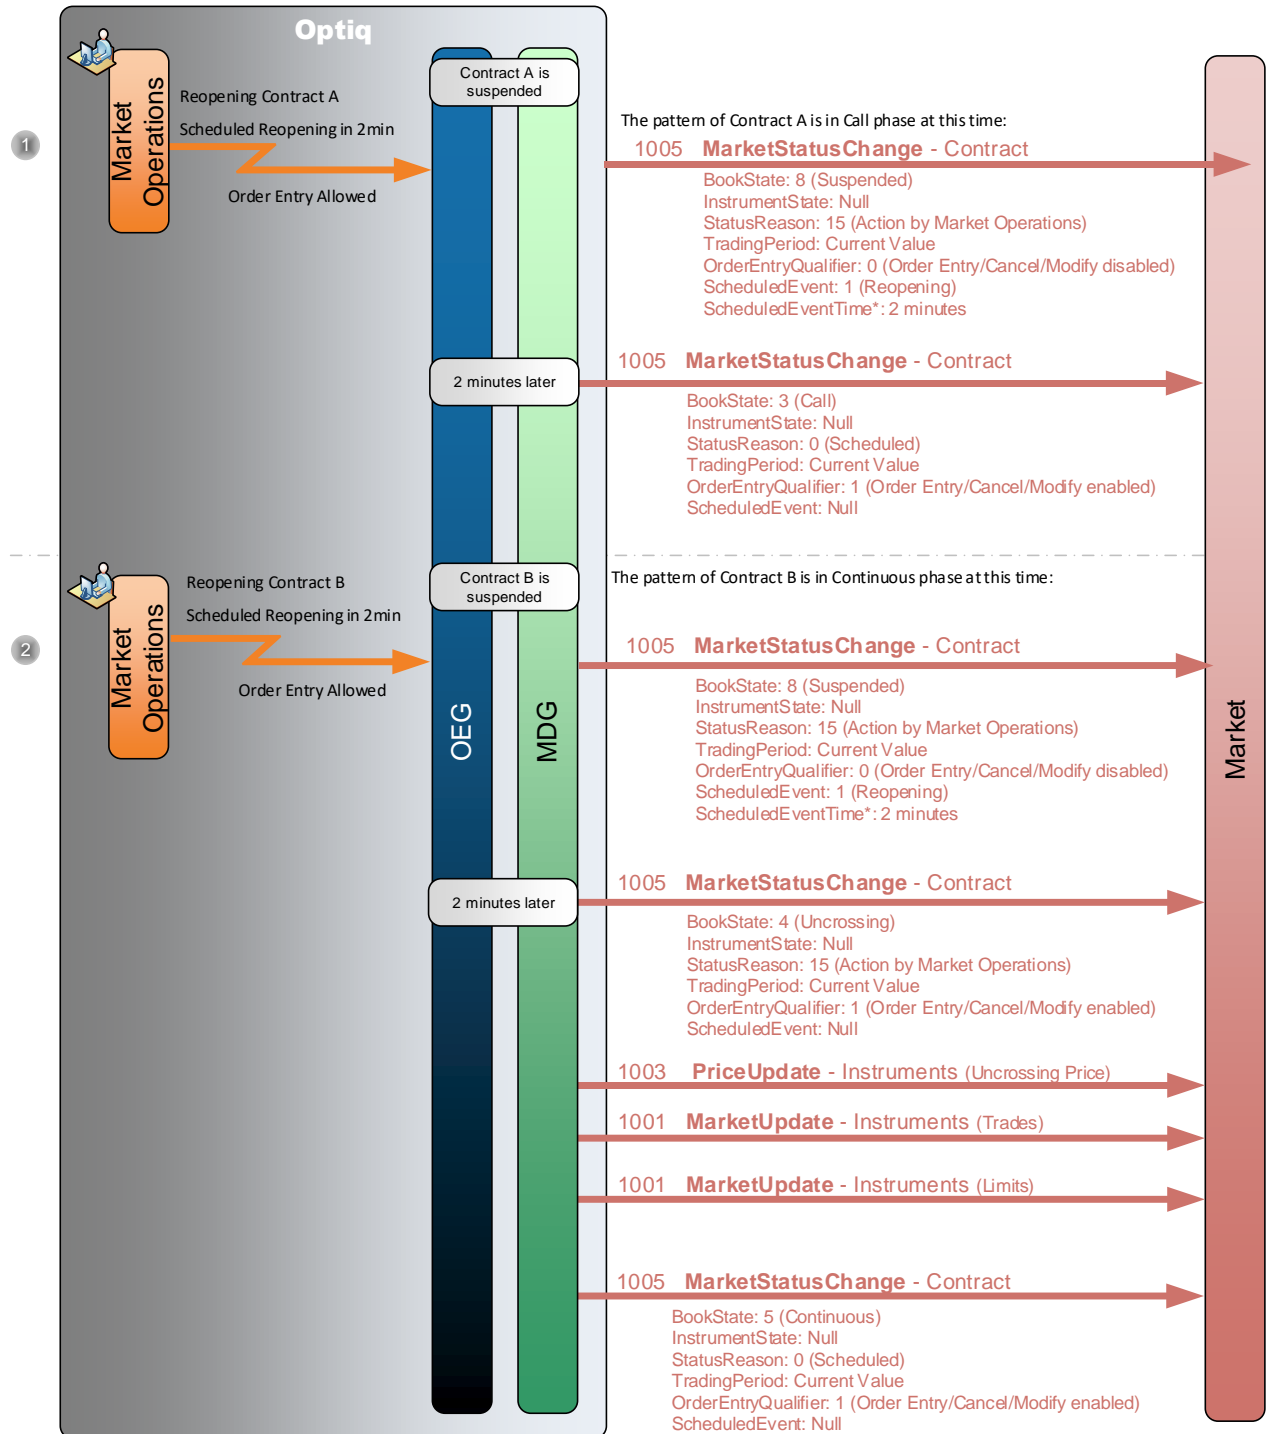 Optiq
Market
Operations
Reopening Contract A
Scheduled Reopening in 2min
Order Entry Allowed
Contract A is
suspended
1
The pattern of Contract A is in Call phase at this time:
1005 MarketStatusChange - Contract
BookState: 8 (Suspended)
InstrumentState: Null
StatusReason: 15 (Action by Market Operations)
TradingPeriod: Current Value
OrderEntryQualifier: 0 (Order Entry/Cancel/Modify disabled)
ScheduledEvent: 1 (Reopening)
ScheduledEventTime*: 2 minutes
2 minutes later
1005 MarketStatusChange - Contract
BookState: 3 (Call)
InstrumentState: Null
StatusReason: 0 (Scheduled)
TradingPeriod: Current Value
OrderEntryQualifier: 1 (Order Entry/Cancel/Modify enabled)
ScheduledEvent: Null
Market
Operations
Reopening Contract B
Scheduled Reopening in 2min
Order Entry Allowed
Contract B is
suspended
2
OEG
MDG
Market
The pattern of Contract B is in Continuous phase at this time:
1005 MarketStatusChange - Contract
BookState: 8 (Suspended)
InstrumentState: Null
StatusReason: 15 (Action by Market Operations)
TradingPeriod: Current Value
OrderEntryQualifier: 0 (Order Entry/Cancel/Modify disabled)
ScheduledEvent: 1 (Reopening)
ScheduledEventTime*: 2 minutes
2 minutes later
1005 MarketStatusChange - Contract
BookState: 4 (Uncrossing)
InstrumentState: Null
StatusReason: 15 (Action by Market Operations)
TradingPeriod: Current Value
OrderEntryQualifier: 1 (Order Entry/Cancel/Modify enabled)
ScheduledEvent: Null
1003 PriceUpdate - Instruments (Uncrossing Price)
1001 MarketUpdate - Instruments (Trades)
1001 MarketUpdate - Instruments (Limits)
1005 MarketStatusChange - Contract
BookState: 5 (Continuous)
InstrumentState: Null
StatusReason: 0 (Scheduled)
TradingPeriod: Current Value
OrderEntryQualifier: 1 (Order Entry/Cancel/Modify enabled)
ScheduledEvent: Null